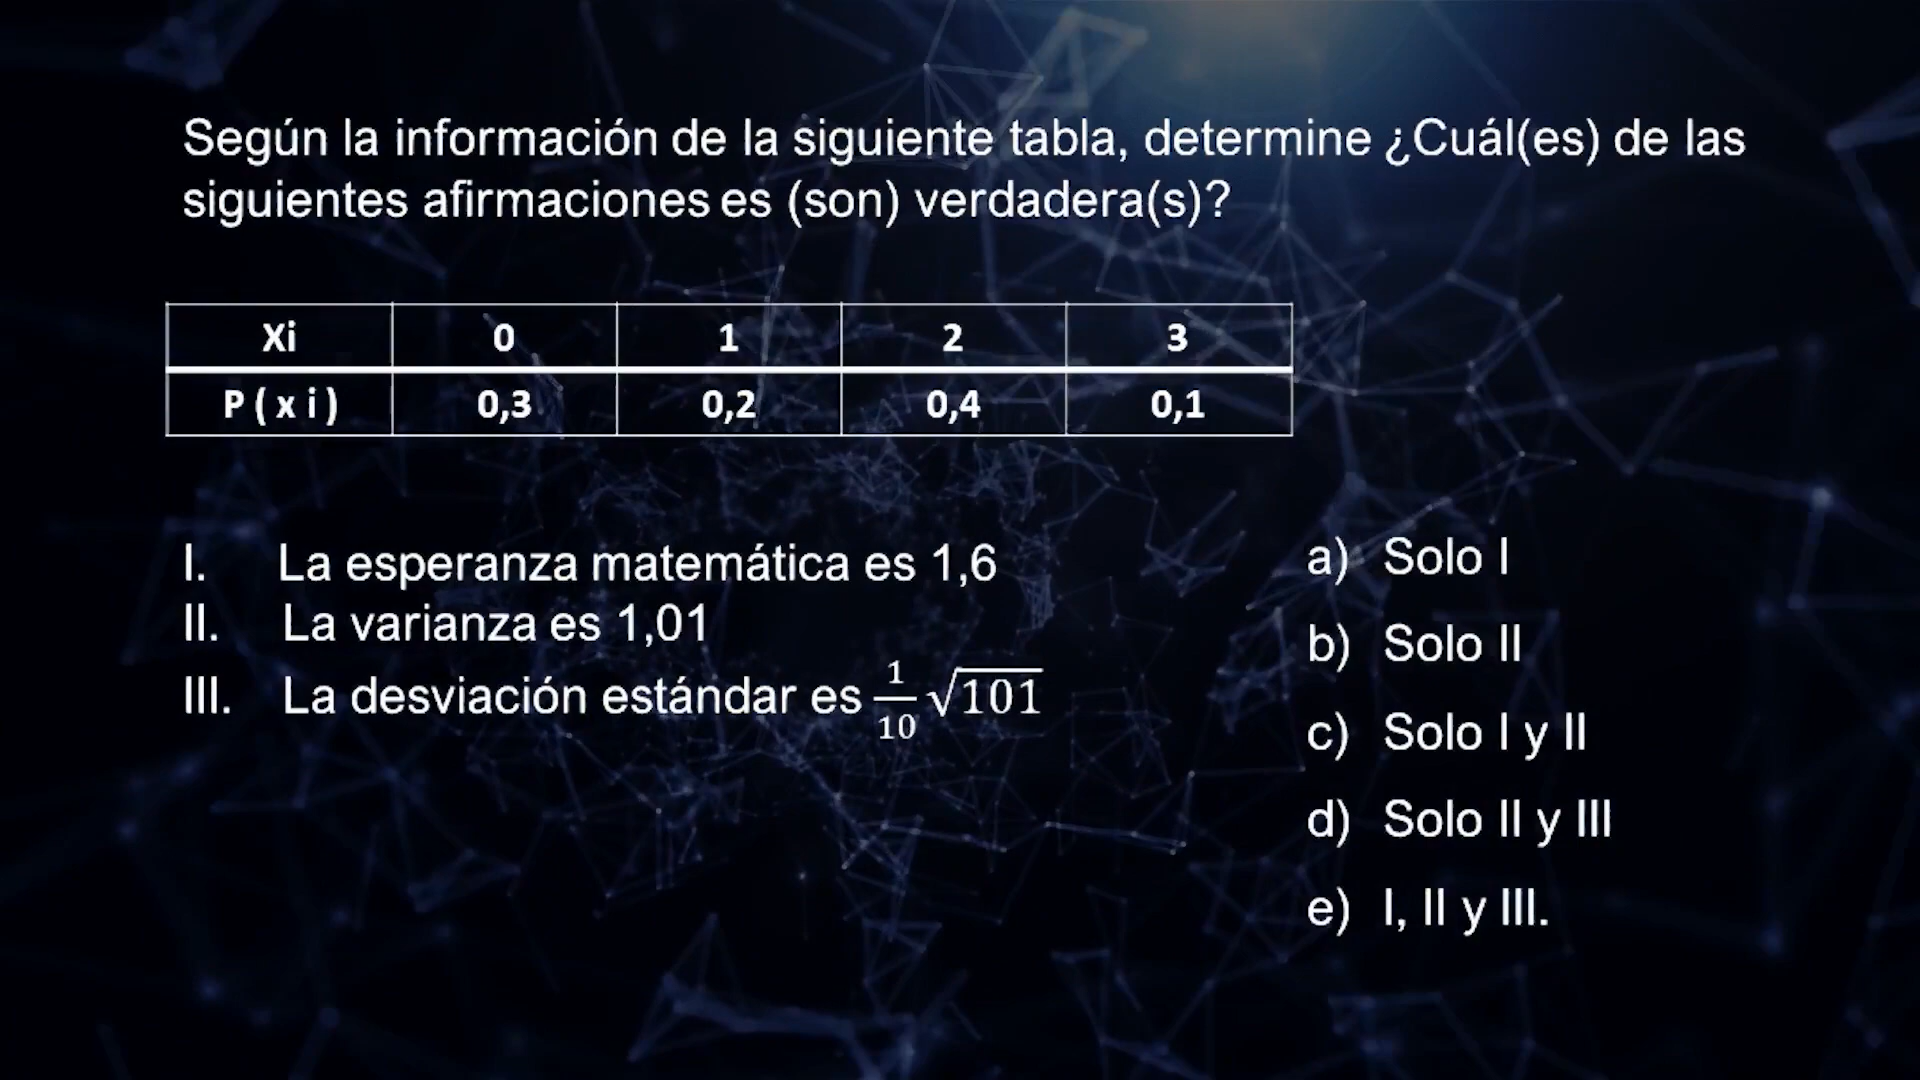 Según la información de la siguiente tabla, determine ¿Cuál(es) de las
siguientes afirmaciones es (son) verdadera(s)?
Xi 0 1 2 3
P ( x i ) 0,3 0,2 0,4 0,1
I. La esperanza matemática es 1,6
II. La varianza es 1,01
III. La desviación estándar es 1/10 √101
a) Solo I
b) Solo II
c) Solo I y II
d) Solo II y III
e) I, II y III.